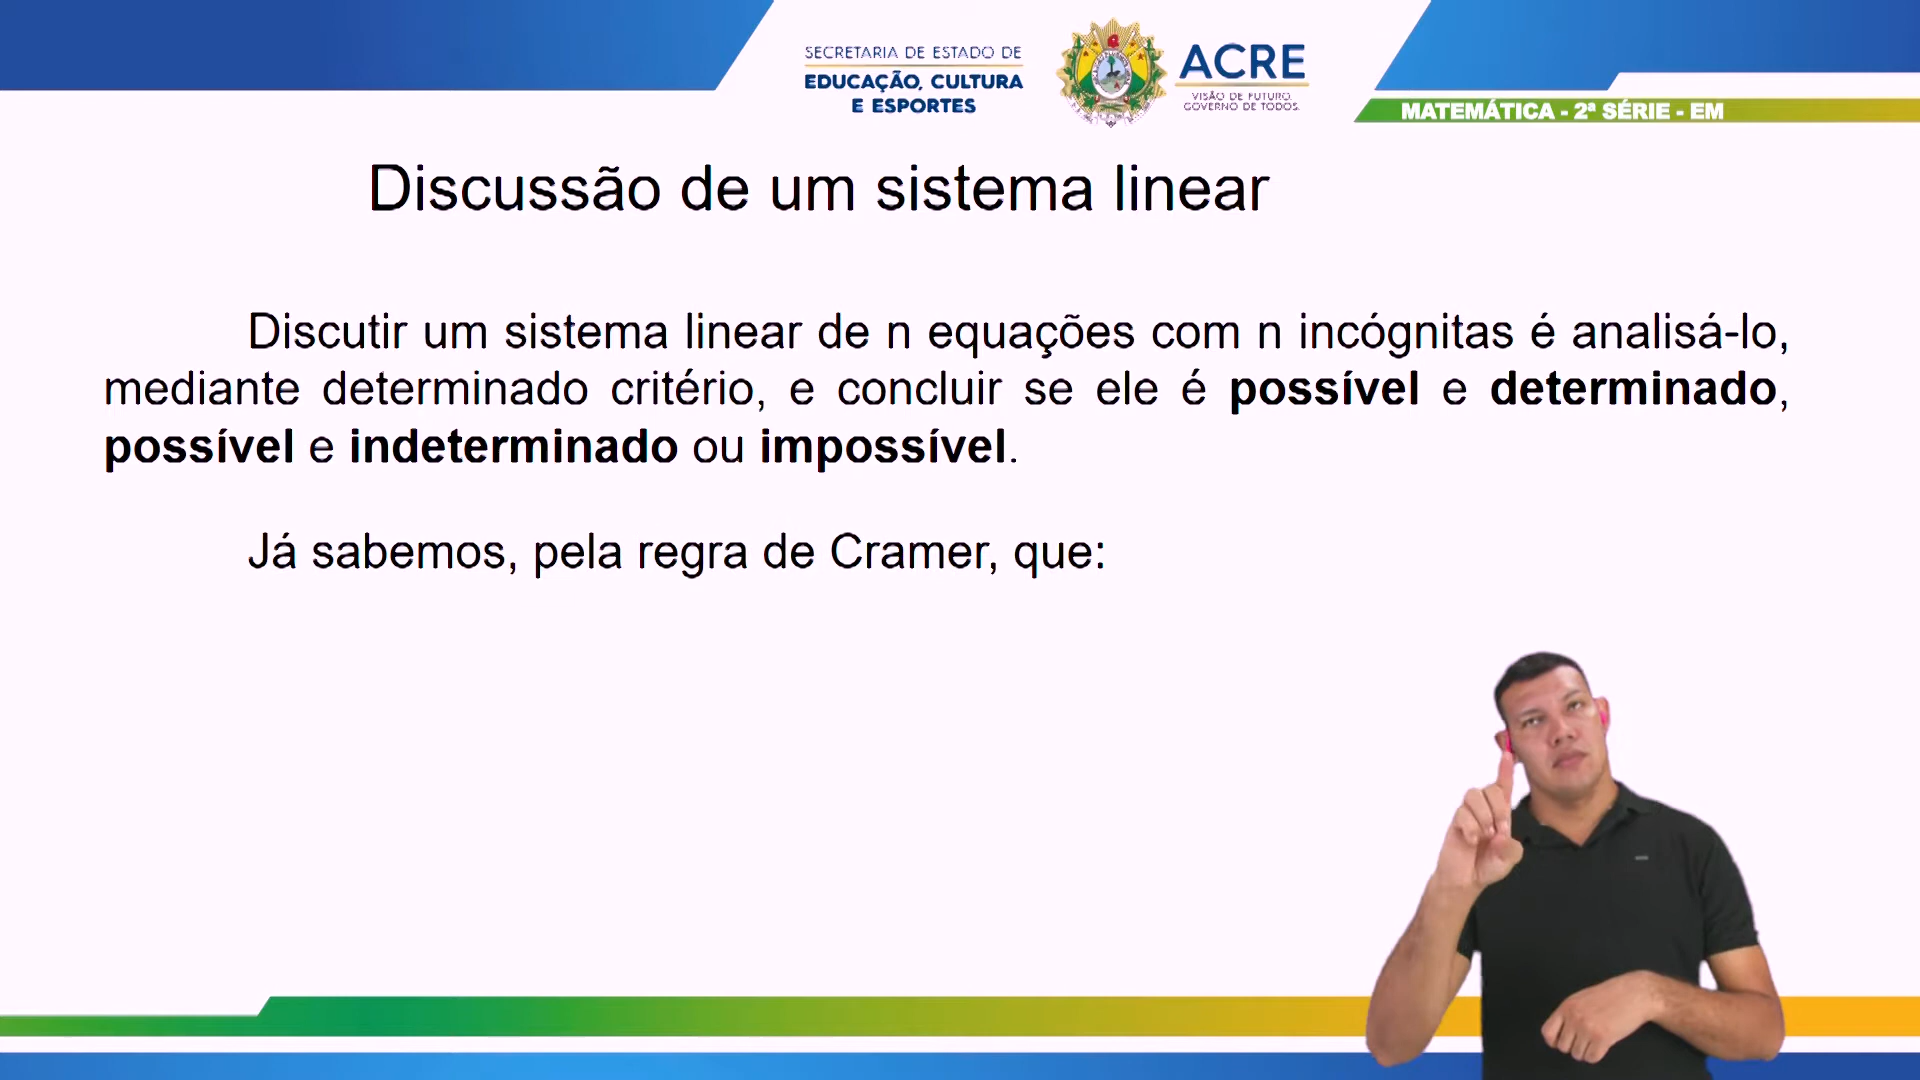 SECRETARIA DE ESTADO DE
EDUCAÇÃO, CULTURA
E ESPORTES
ACRE
VISÃO DE FUTURO.
GOVERNO DE TODOS.
MATEMÁTICA - 2ª SÉRIE - EM
Discussão de um sistema linear
Discutir um sistema linear de n equações com n incógnitas é analisá-lo,
mediante determinado critério, e concluir se ele é possível e determinado,
possível e indeterminado ou impossível.
Já sabemos, pela regra de Cramer, que: